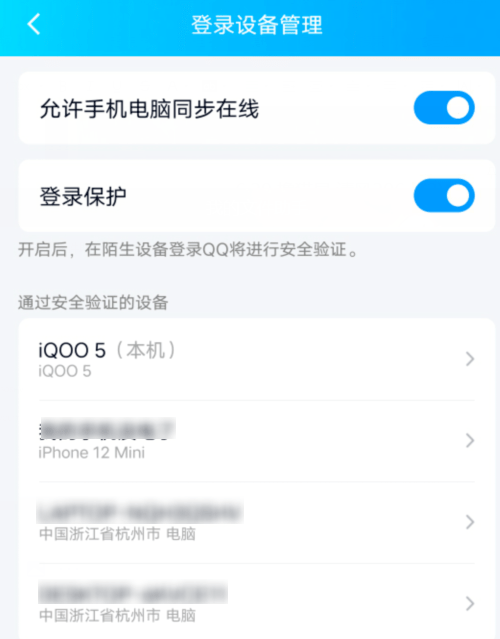 登录设备管理
允许手机电脑同步在线
登录保护
开启后，在陌生设备登录QQ将进行安全验证。
通过安全验证的设备
iQOO 5（本机）
iQOO 5
iPhone 12 Mini
中国浙江省杭州市 电脑
中国浙江省杭州市 电脑